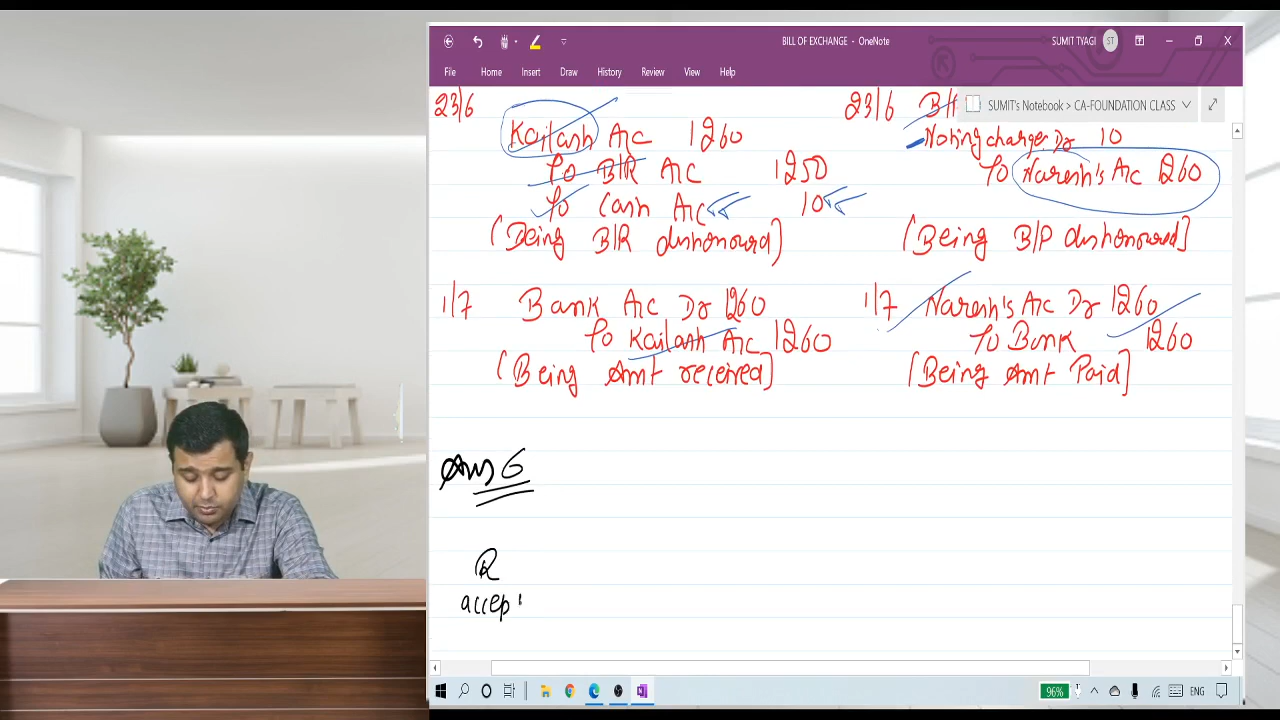 BILL OF EXCHANGE - OneNote
SUMIT TYAGI ST
File Home Insert Draw History Review View Help
SUMIT's Notebook > CA-FOUNDATION CLASS
23/6
Kailash A/c 1260
To B/R A/c 1250
To Cash A/c 10
(Being B/R dishonoured)
1/7 Bank A/c Dr 1260
To Kailash A/c 1260
(Being Amt received)
23/6 B/
Noting charges Dr 10
To Naresh's A/c 1260
(Being B/P dishonoured]
1/7 Naresh's A/c Dr 1260
To Bank 1260
[Being Amt Paid]
Ans 6
R
accep
96%
ENG